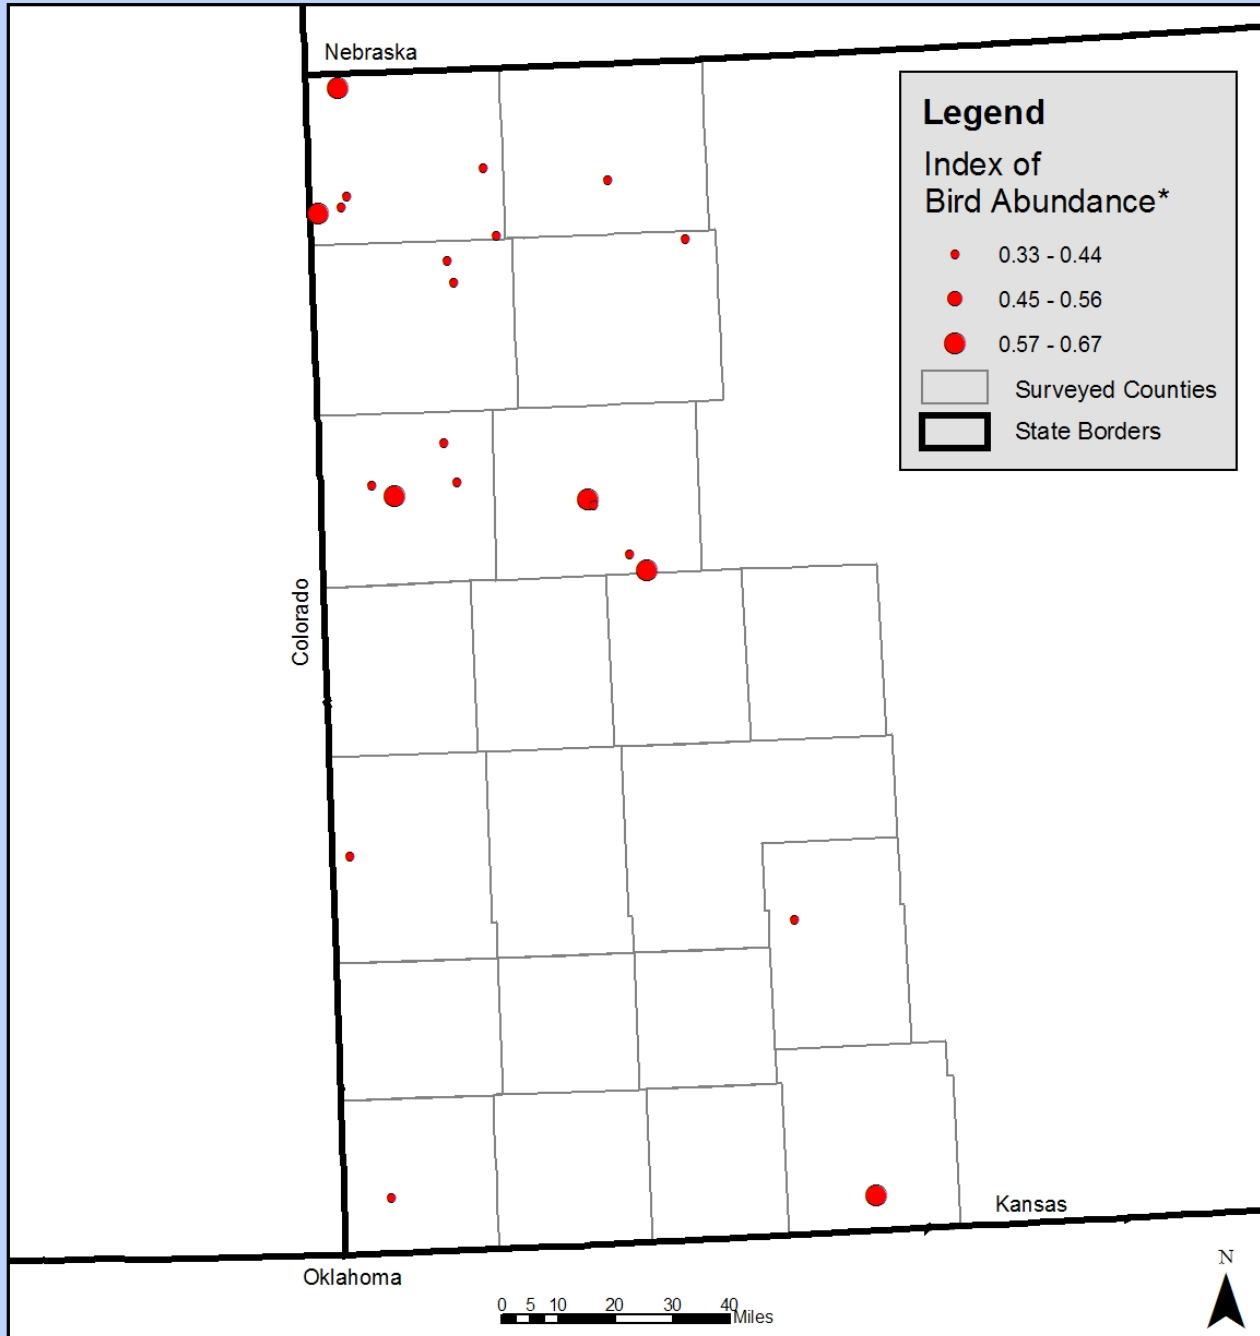 Nebraska
Legend
Index of
Bird Abundance*
0.33 - 0.44
0.45 - 0.56
0.57 - 0.67
Surveyed Counties
State Borders
Colorado
Kansas
Oklahoma
N
0 5 10 20 30 40
Miles